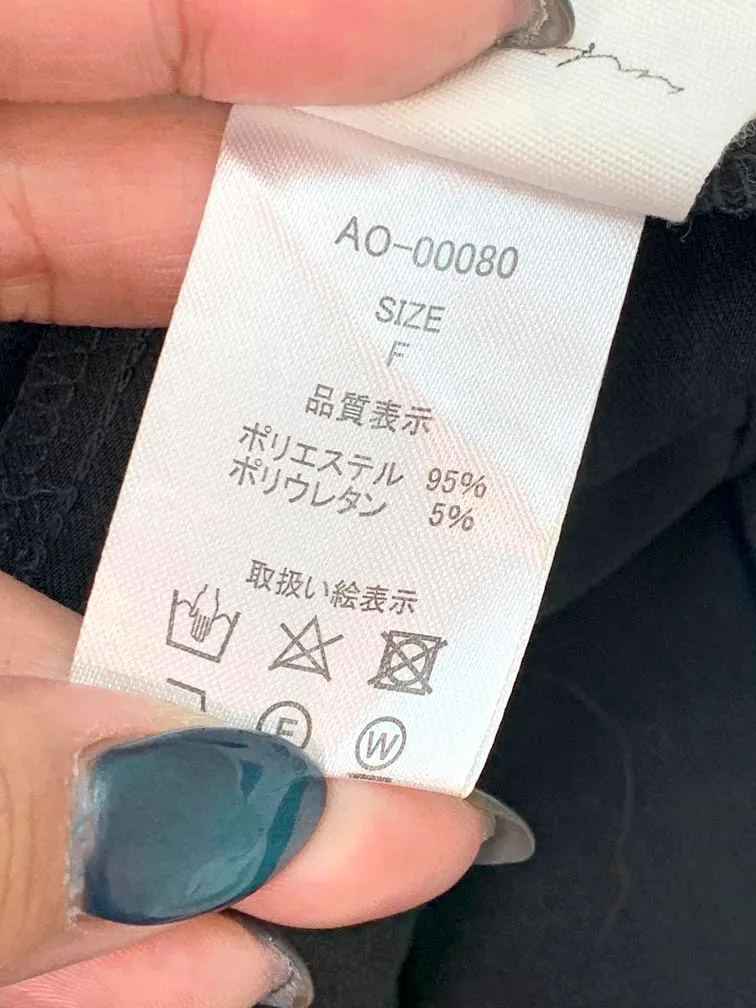 AO-00080
SIZE
F
品質表示
ポリエステル 95%
ポリウレタン 5%
取扱い絵表示
F
W